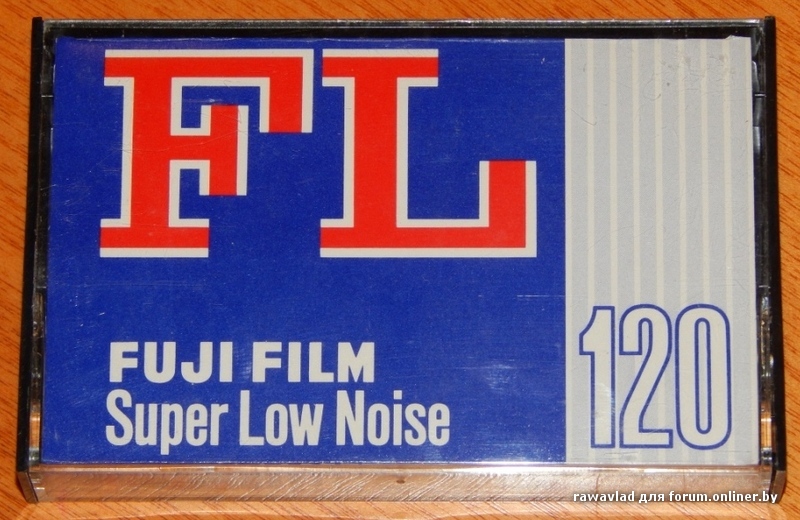 FL
FUJI FILM
Super Low Noise
120
rawavlad для forum.onliner.by